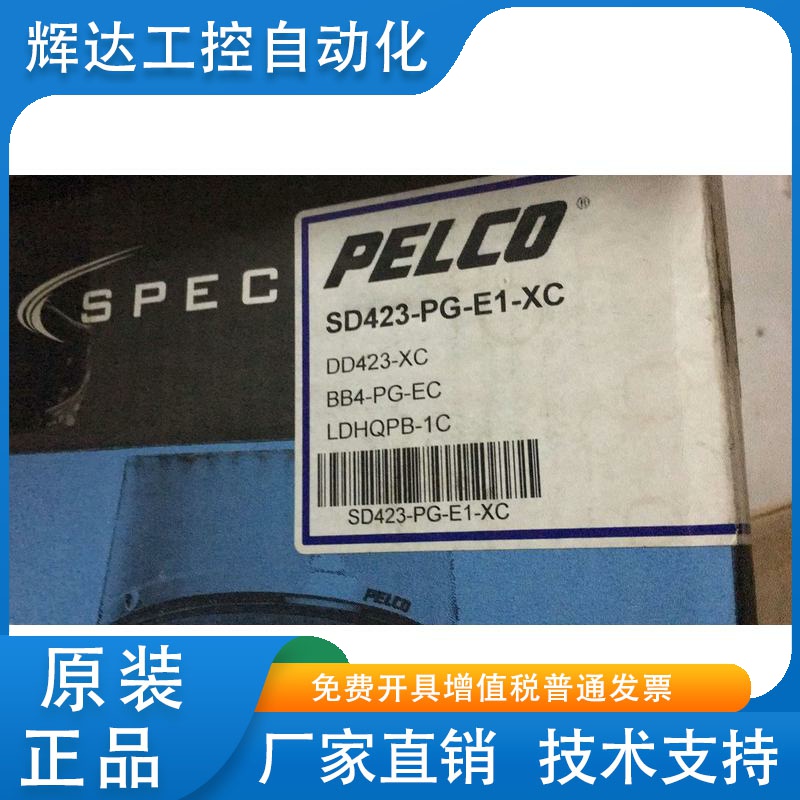 辉达工控自动化
SPEC
PELCO®
SD423-PG-E1-XC
DD423-XC
BB4-PG-EC
LDHQPB-1C
SD423-PG-E1-XC
PELCO
原装
正品
免费开具增值税普通发票
厂家直销 技术支持